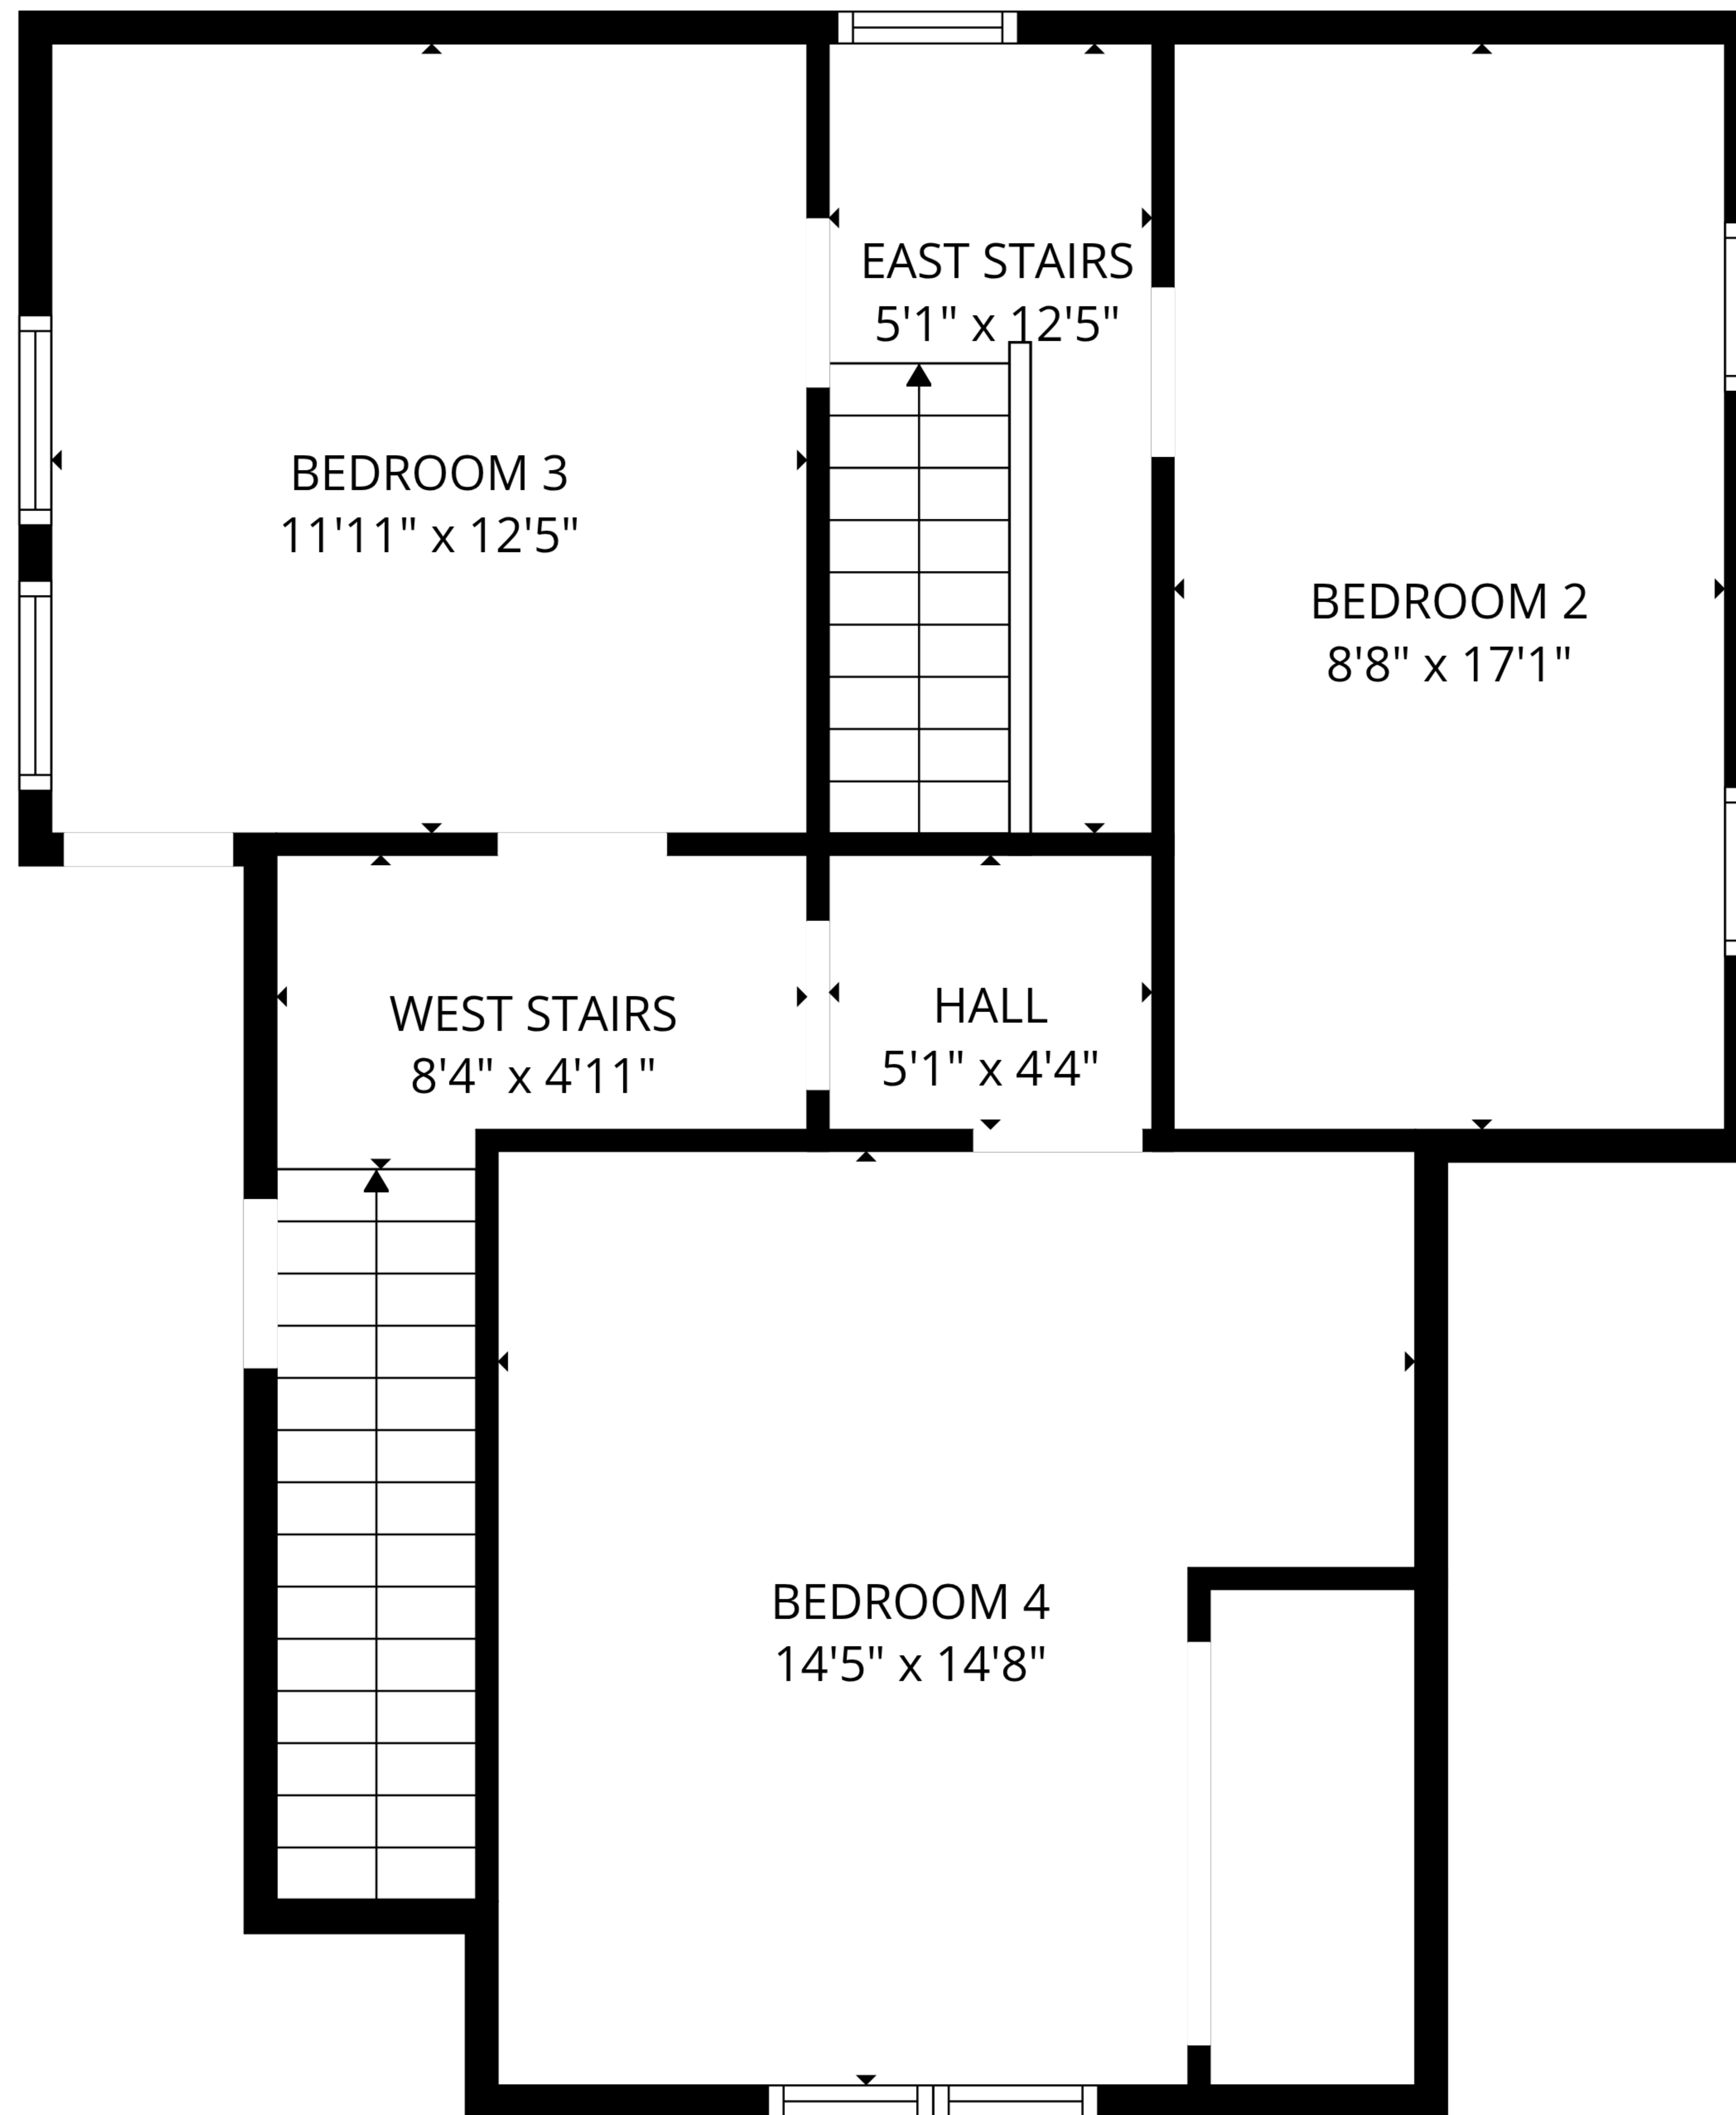 EAST STAIRS
5'1" x 12'5"
BEDROOM 3
11'11" x 12'5"
BEDROOM 2
8'8" x 17'1"
WEST STAIRS
8'4" x 4'11"
HALL
5'1" x 4'4"
BEDROOM 4
14'5" x 14'8"